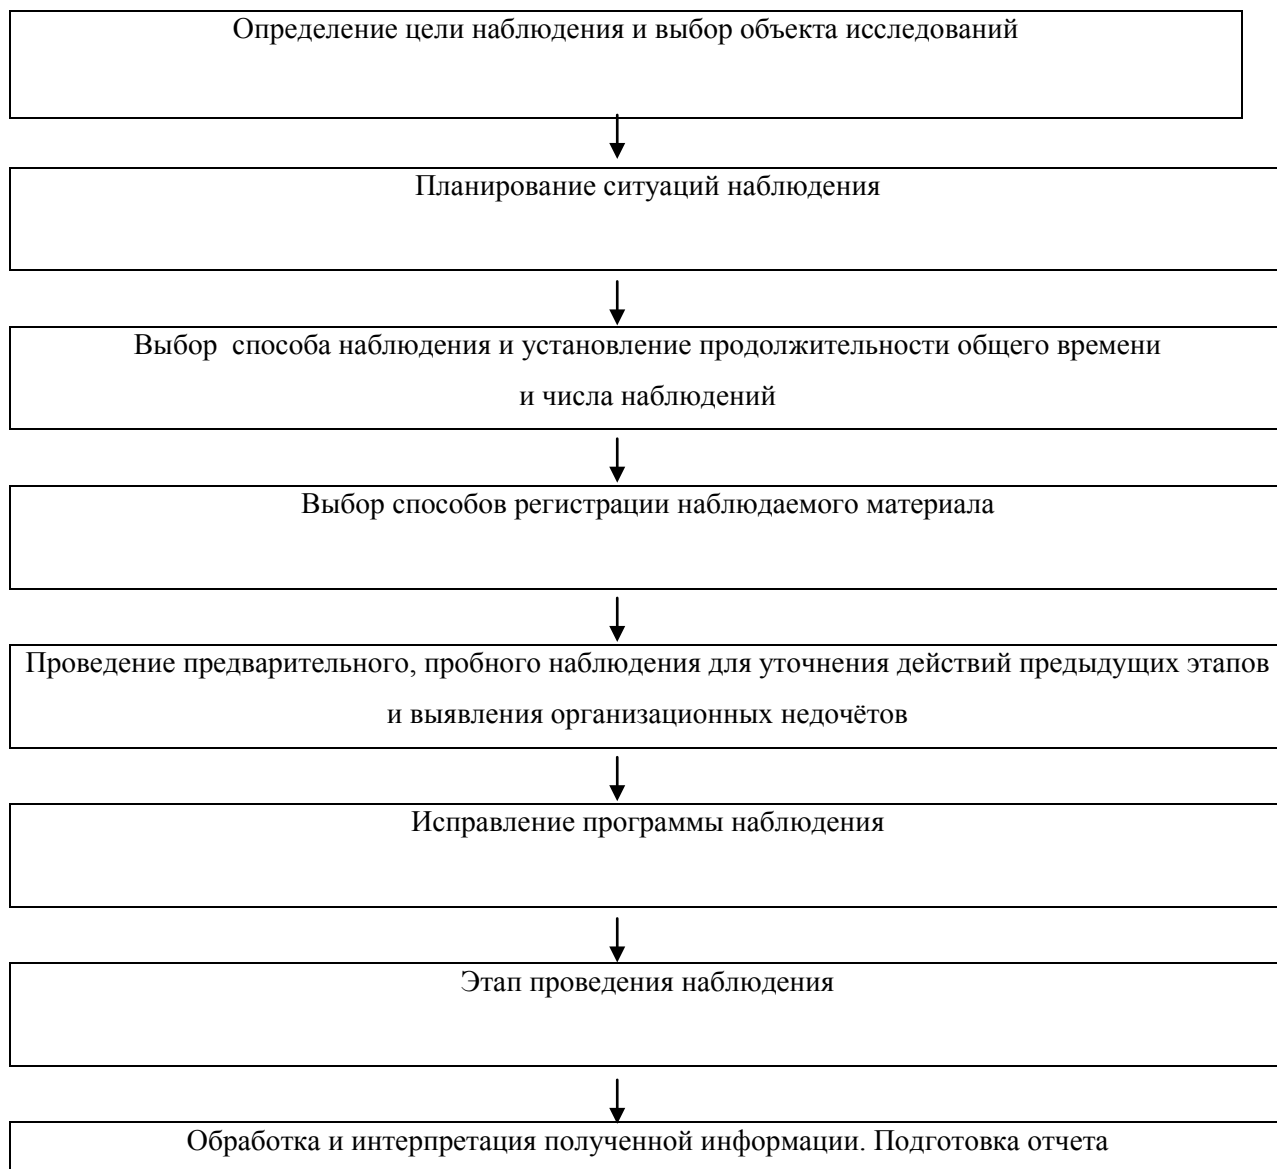 Определение цели наблюдения и выбор объекта исследований
Планирование ситуаций наблюдения
Выбор способа наблюдения и установление продолжительности общего времени
и числа наблюдений
Выбор способов регистрации наблюдаемого материала
Проведение предварительного, пробного наблюдения для уточнения действий предыдущих этапов
и выявления организационных недочётов
Исправление программы наблюдения
Этап проведения наблюдения
Обработка и интерпретация полученной информации. Подготовка отчета